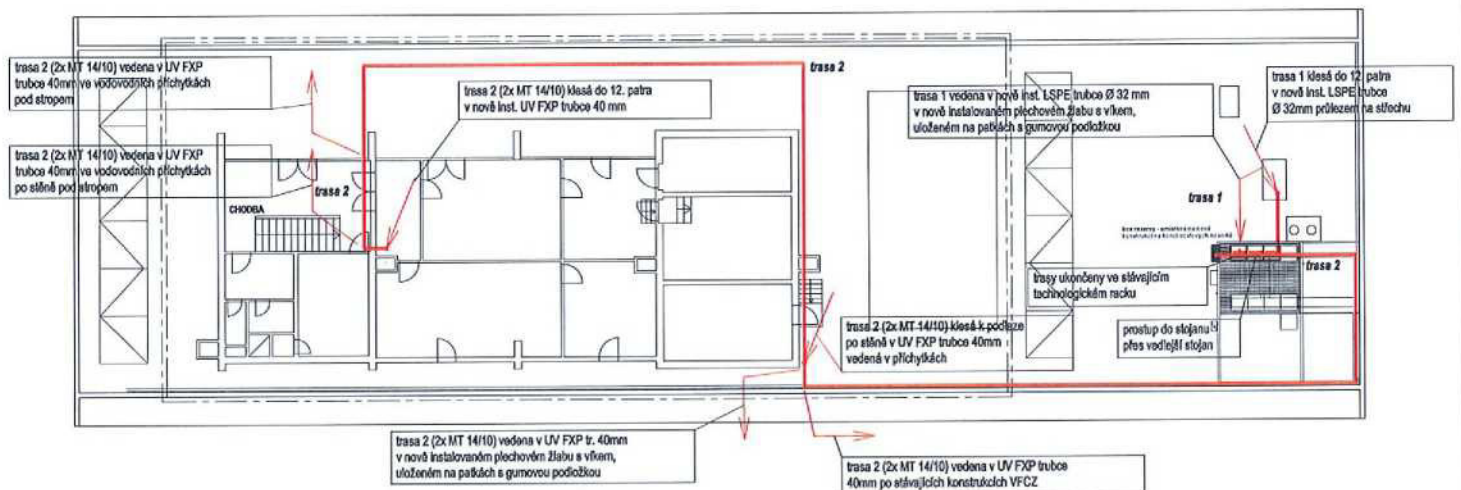 trasa 2 (2x MT 14/10) vedena v UV FXP
trubce 40mm ve vodovodních příchytkách
pod stropem
trasa 2 (2x MT 14/10) klesá do 12. patra
v nově inst. UV FXP trubce 40 mm
trasa 2
trasa 1 vedena v nově inst. LSPE trubce Ø 32 mm
v nově instalovaném plechovém žlabu s víkem,
uloženém na patkách s gumovou podložkou
trasa 1 klesá do 12. patra
v nově inst. LSPE trubce
Ø 32mm průlezem na střechu
trasa 2 (2x MT 14/10) vedena v UV FXP
trubce 40mm ve vodovodních příchytkách
po stěně pod stropem
trasa 2
CHODBA
trasa 1
trasa 2
trasy ukončeny ve stávajícím
technologickém racku
trasa 2 (2x MT 14/10) klesá k podlaze
po stěně v UV FXP trubce 40mm
vedená v příchytkách
prostup do stojanu
přes vedlejší stojan
trasa 2 (2x MT 14/10) vedena v UV FXP tr. 40mm
v nově instalovaném plechovém žlabu s víkem,
uloženém na patkách s gumovou podložkou
trasa 2 (2x MT 14/10) vedena v UV FXP trubce
40mm po stávajících konstrukcích VFCZ